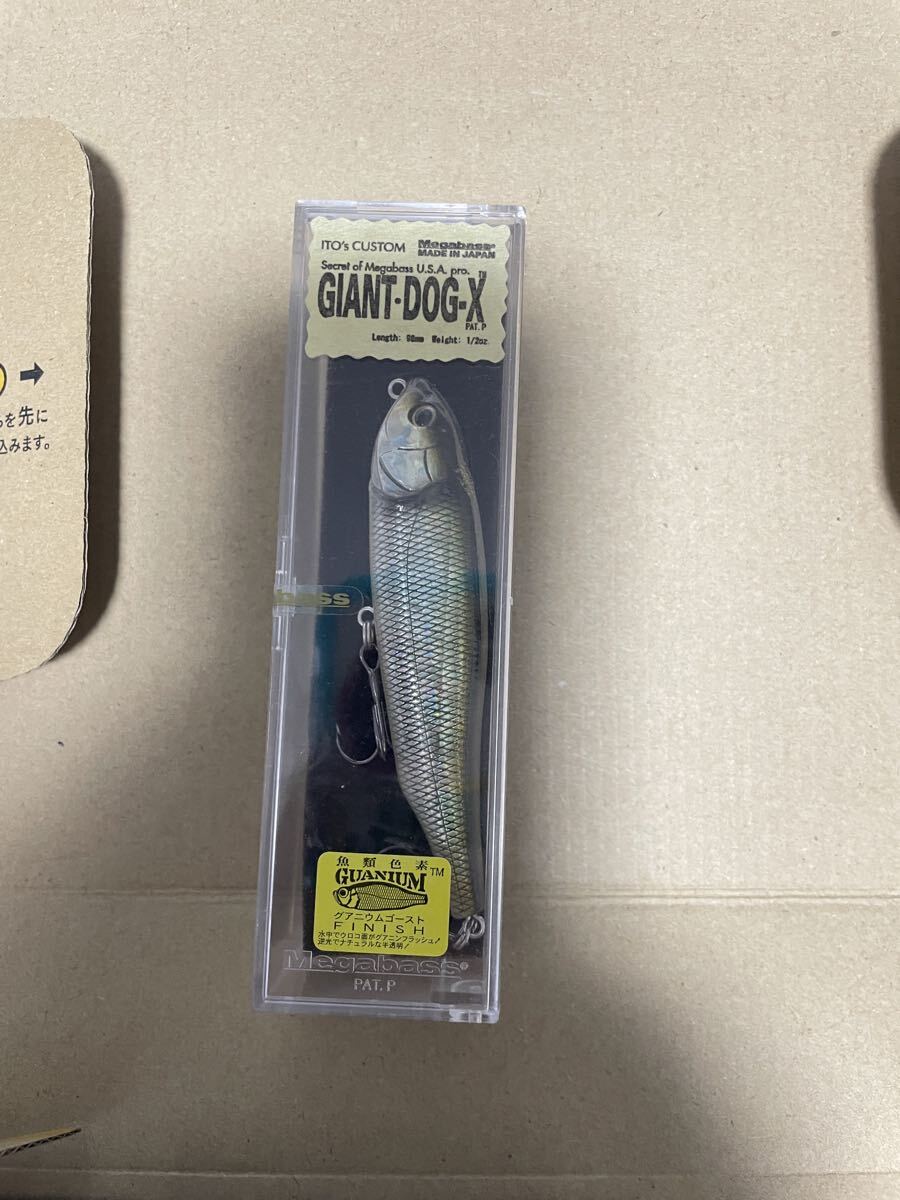 ITO's CUSTOM Megabass®
MADE IN JAPAN
Secret of Megabass U.S.A. pro.
GIANT・DOG-X™
PAT. P
Length: 98mm Weight: 1/2oz.
を先に
込みます。
bass
魚類色素
GUANIUM™
グアニウムゴースト
FINISH
水中でウロコ面がグアニンフラッシュ!
逆光でナチュラルな半透明!
Megabass®
PAT. P